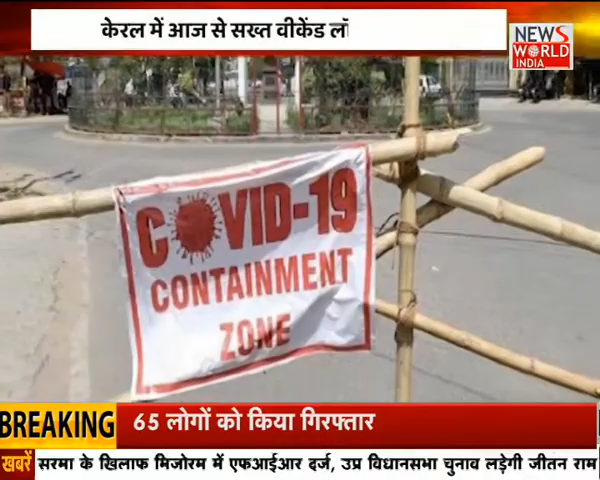 केरल में आज से सख्त वीकेंड
NEWS
WORLD
INDIA
COVID-19
CONTAINMENT
ZONE
BREAKING
65 लोगों को किया गिरफ्तार
खबरें
सरमा के खिलाफ मिजोरम में एफआईआर दर्ज, उप्र विधानसभा चुनाव लड़ेगी जीतन राम